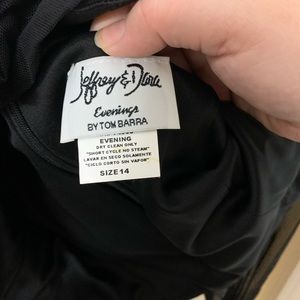 Jeffrey & Dara
Evenings
BY TOM BARRA
EVENING
DRY CLEAN ONLY
"SHORT CYCLE NO STEAM"
LAVAR EN SECO SOLAMENTE
"CICLO CORTO SIN VAPOR"
SIZE 14